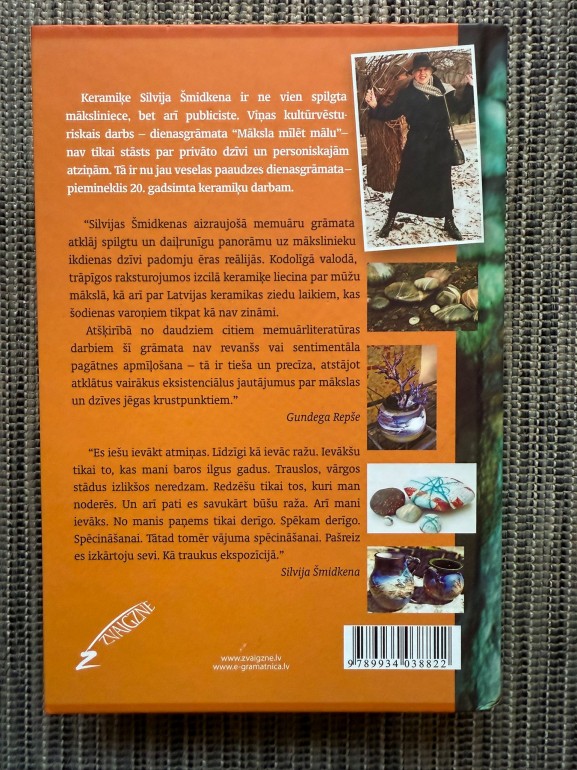 Keramiķe Silvija Šmidkena ir ne vien spilgta
māksliniece, bet arī publiciste. Viņas kultūrvēstu-
riskais darbs – dienasgrāmata “Māksla mīlēt mālu”–
nav tikai stāsts par privāto dzīvi un personiskajām
atziņām. Tā ir nu jau veselas paaudzes dienasgrāmata–
piemineklis 20. gadsimta keramiķu darbam.
“Silvijas Šmidkenas aizraujošā memuāru grāmata
atklāj spilgtu un daiļrunīgu panorāmu uz mākslinieku
ikdienas dzīvi padomju ēras reālijās. Kodolīgā valodā,
trāpīgos raksturojumos izcilā keramiķe liecina par mūžu
mākslā, kā arī par Latvijas keramikas ziedu laikiem, kas
šodienas varoņiem tikpat kā nav zināmi.
Atšķirībā no daudziem citiem memuārliteratūras
darbiem šī grāmata nav revanšs vai sentimentāla
pagātnes apmīļošana – tā ir tieša un precīza, atstājot
atklātus vairākus eksistenciālus jautājumus par mākslas
un dzīves jēgas krustpunktiem.”
Gundega Repše
“Es iešu ievākt atmiņas. Līdzīgi kā ievāc ražu. Ievākšu
tikai to, kas mani baros ilgus gadus. Trauslos, vārgos
stādus izlikšos neredzam. Redzēšu tikai tos, kuri man
noderēs. Un arī pati es savukārt būšu raža. Arī mani
ievāks. No manis paņems tikai derīgo. Spēkam derīgo.
Spēcināšanai. Tātad tomēr vājuma spēcināšanai. Pašreiz
es izkārtoju sevi. Kā traukus ekspozīcijā.”
Silvija Šmidkena
ZVAIGZNE
www.zvaigzne.lv
www.e-gramatnica.lv
9 789934 038822